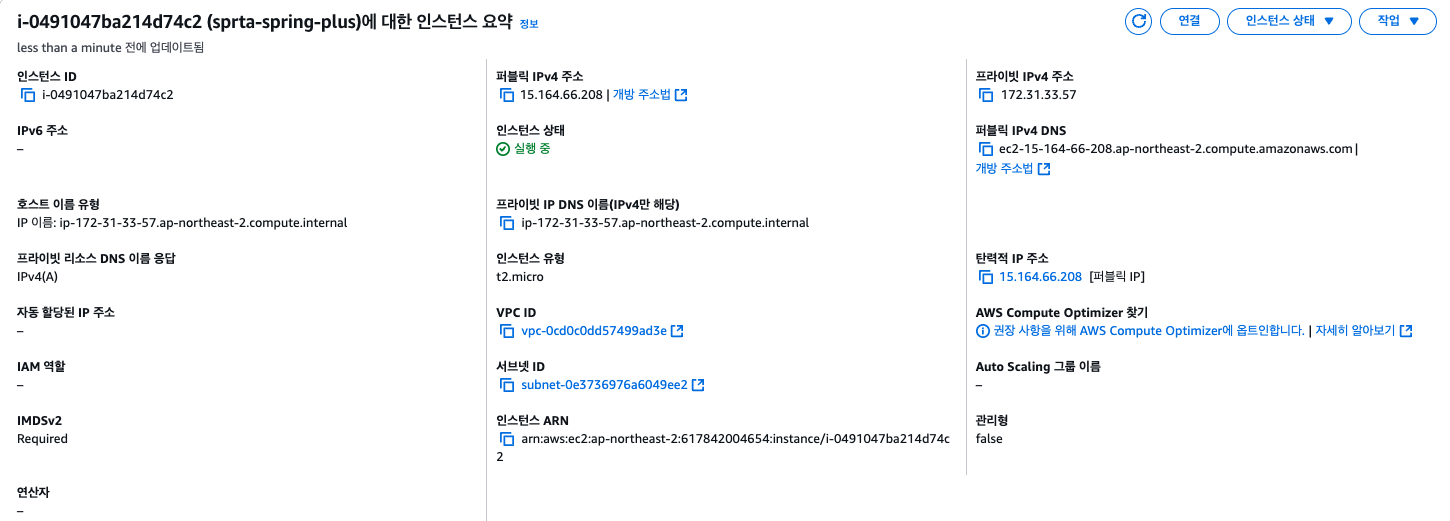 i-0491047ba214d74c2 (sprta-spring-plus)에 대한 인스턴스 요약 정보
연결
인스턴스 상태
작업
less than a minute 전에 업데이트됨
인스턴스 ID
i-0491047ba214d74c2
퍼블릭 IPv4 주소
15.164.66.208 | 개방 주소법
프라이빗 IPv4 주소
172.31.33.57
IPv6 주소
–
인스턴스 상태
실행 중
퍼블릭 IPv4 DNS
ec2-15-164-66-208.ap-northeast-2.compute.amazonaws.com |
개방 주소법
호스트 이름 유형
IP 이름: ip-172-31-33-57.ap-northeast-2.compute.internal
프라이빗 IP DNS 이름(IPv4만 해당)
ip-172-31-33-57.ap-northeast-2.compute.internal
프라이빗 리소스 DNS 이름 응답
IPv4(A)
인스턴스 유형
t2.micro
탄력적 IP 주소
15.164.66.208 [퍼블릭 IP]
자동 할당된 IP 주소
–
VPC ID
vpc-0cd0c0dd57499ad3e
AWS Compute Optimizer 찾기
권장 사항을 위해 AWS Compute Optimizer에 옵트인합니다. | 자세히 알아보기
IAM 역할
–
서브넷 ID
subnet-0e3736976a6049ee2
Auto Scaling 그룹 이름
–
IMDSv2
Required
인스턴스 ARN
arn:aws:ec2:ap-northeast-2:617842004654:instance/i-0491047ba214d74c
2
관리형
false
연산자
–